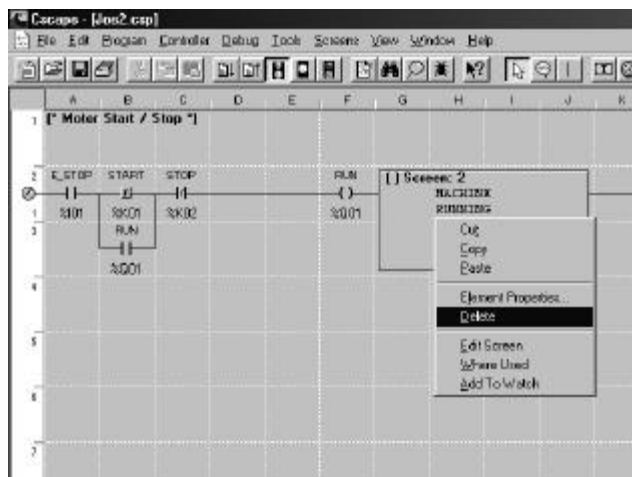 Cscape - [Jos2.csp]
File Edit Program Controller Debug Tools Screens View Window Help
A B C D E F G H I J K
1 [* Motor Start / Stop *]
2 E_STOP START STOP RUN [ ] Screen: 2
MACHINE
1 %I01 %K01 %K02 %Q01 RUNNING
3 RUN
%Q01
Cut
Copy
Paste
4
Element Properties...
Delete
5
Edit Screen
Where Used
Add To Watch
6
7